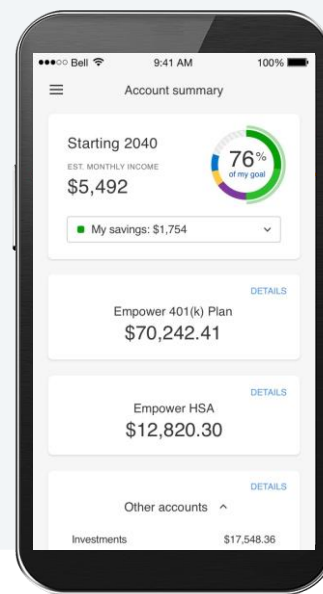 ●●●○○ Bell 9:41 AM 100%
Account summary
Starting 2040
EST. MONTHLY INCOME
$5,492
76%
of my goal
My savings: $1,754
DETAILS
Empower 401(k) Plan
$70,242.41
DETAILS
Empower HSA
$12,820.30
DETAILS
Other accounts
Investments $17,548.36